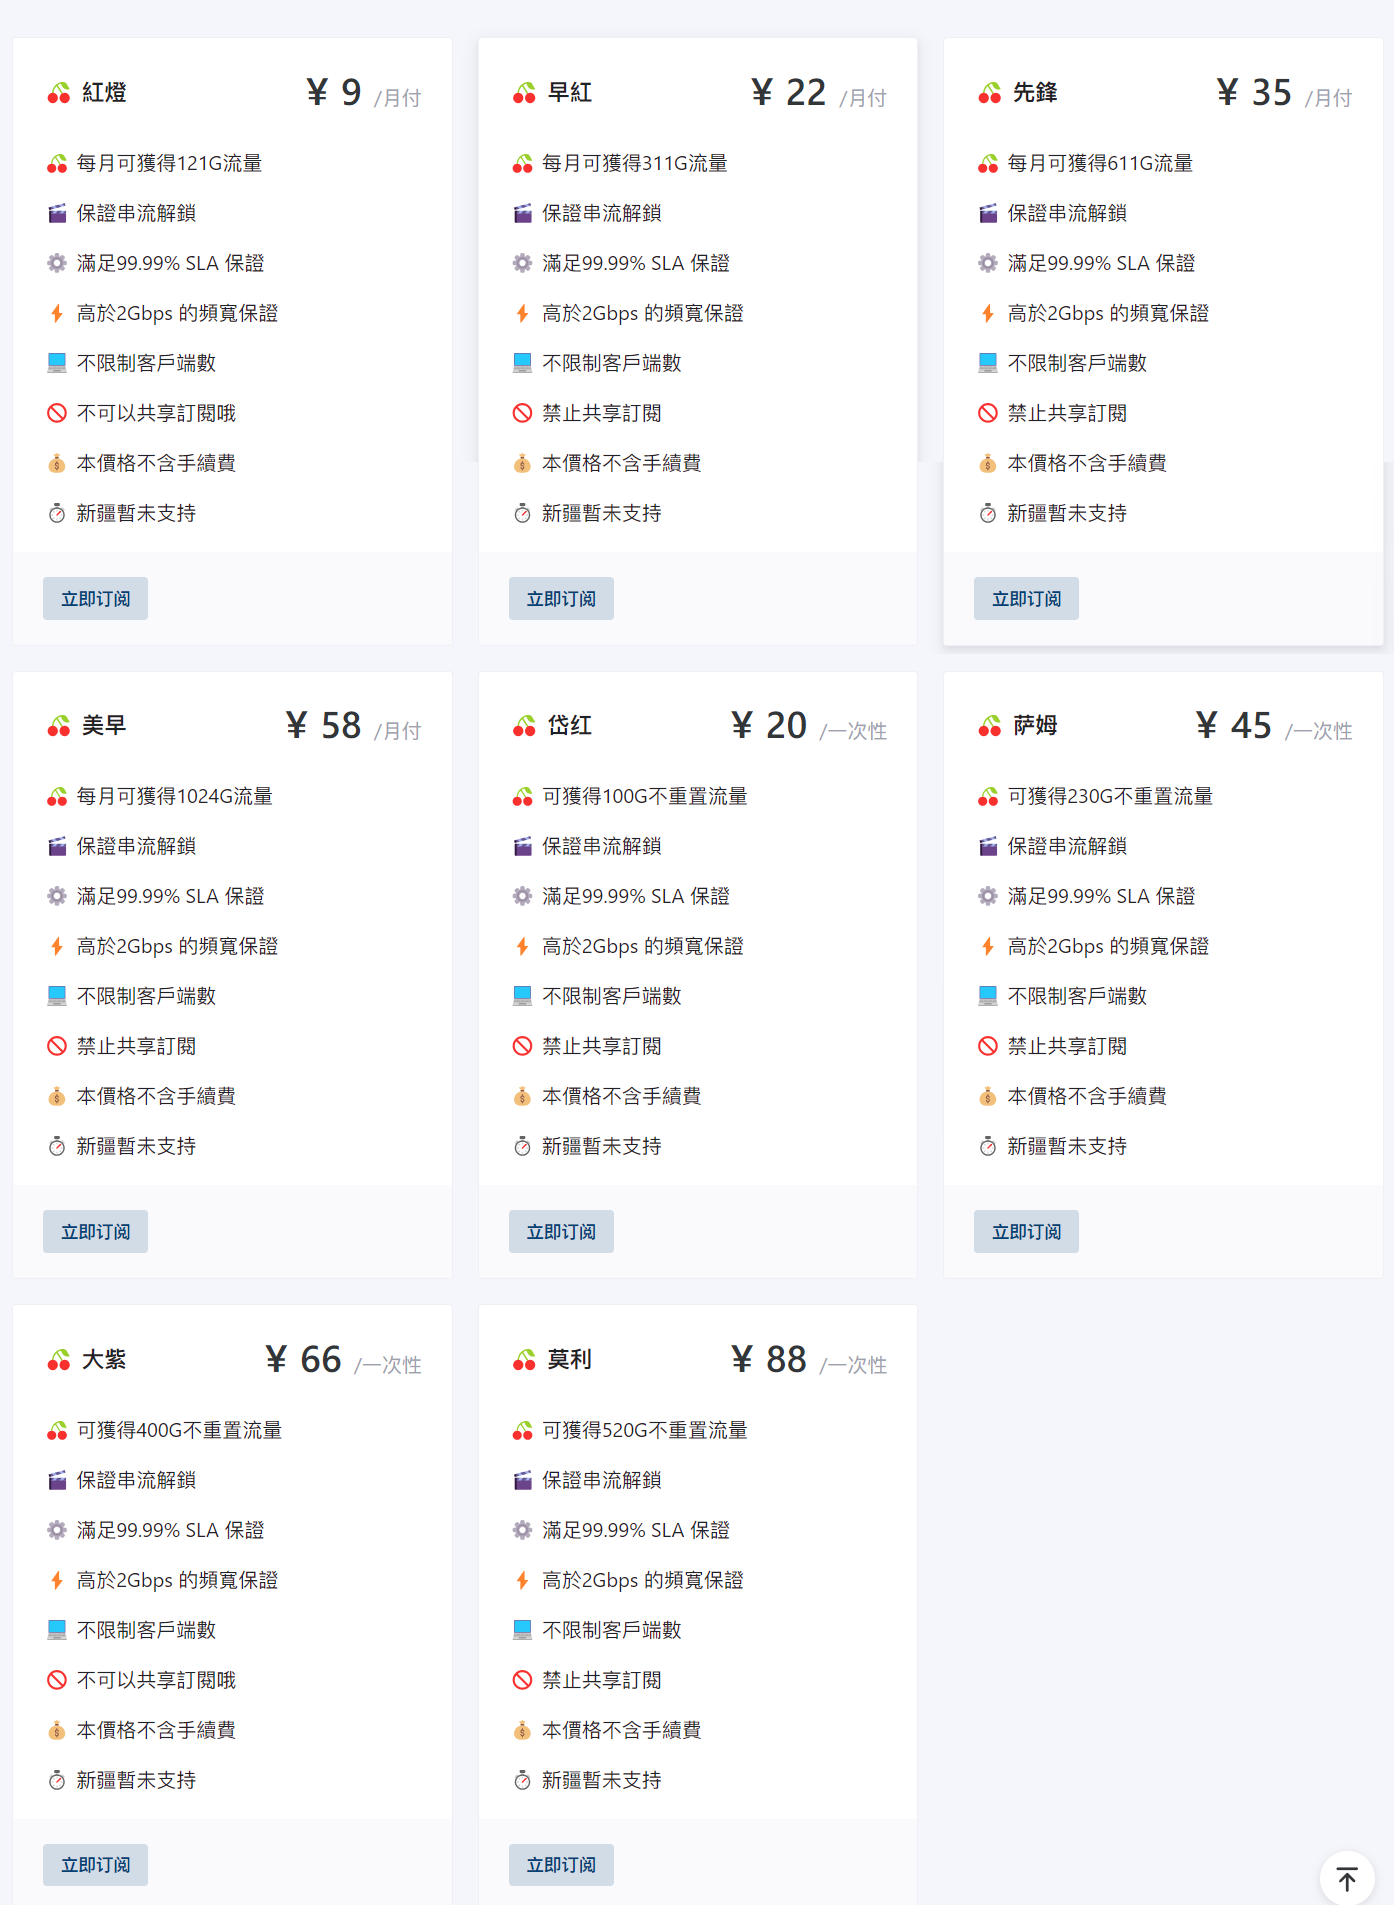 紅燈 ¥ 9 /月付
每月可獲得121G流量
保證串流解鎖
滿足99.99% SLA 保證
高於2Gbps 的頻寬保證
不限制客戶端數
不可以共享訂閱哦
本價格不含手續費
新疆暫未支持
立即订阅
早紅 ¥ 22 /月付
每月可獲得311G流量
保證串流解鎖
滿足99.99% SLA 保證
高於2Gbps 的頻寬保證
不限制客戶端數
禁止共享訂閱
本價格不含手續費
新疆暫未支持
立即订阅
先鋒 ¥ 35 /月付
每月可獲得611G流量
保證串流解鎖
滿足99.99% SLA 保證
高於2Gbps 的頻寬保證
不限制客戶端數
禁止共享訂閱
本價格不含手續費
新疆暫未支持
立即订阅
美早 ¥ 58 /月付
每月可獲得1024G流量
保證串流解鎖
滿足99.99% SLA 保證
高於2Gbps 的頻寬保證
不限制客戶端數
禁止共享訂閱
本價格不含手續費
新疆暫未支持
立即订阅
岱红 ¥ 20 /一次性
可獲得100G不重置流量
保證串流解鎖
滿足99.99% SLA 保證
高於2Gbps 的頻寬保證
不限制客戶端數
禁止共享訂閱
本價格不含手續費
新疆暫未支持
立即订阅
萨姆 ¥ 45 /一次性
可獲得230G不重置流量
保證串流解鎖
滿足99.99% SLA 保證
高於2Gbps 的頻寬保證
不限制客戶端數
禁止共享訂閱
本價格不含手續費
新疆暫未支持
立即订阅
大紫 ¥ 66 /一次性
可獲得400G不重置流量
保證串流解鎖
滿足99.99% SLA 保證
高於2Gbps 的頻寬保證
不限制客戶端數
不可以共享訂閱哦
本價格不含手續費
新疆暫未支持
立即订阅
莫利 ¥ 88 /一次性
可獲得520G不重置流量
保證串流解鎖
滿足99.99% SLA 保證
高於2Gbps 的頻寬保證
不限制客戶端數
禁止共享訂閱
本價格不含手續費
新疆暫未支持
立即订阅